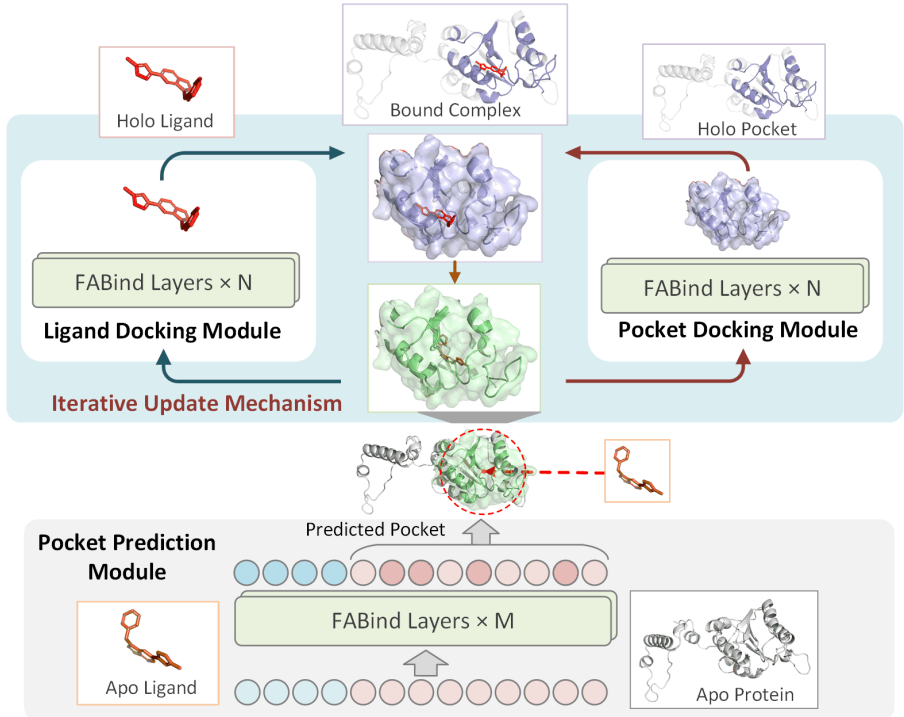 Holo Ligand
Bound Complex
Holo Pocket
FABind Layers × N
Ligand Docking Module
FABind Layers × N
Pocket Docking Module
Iterative Update Mechanism
Predicted Pocket
Pocket Prediction
Module
FABind Layers × M
Apo Ligand
Apo Protein